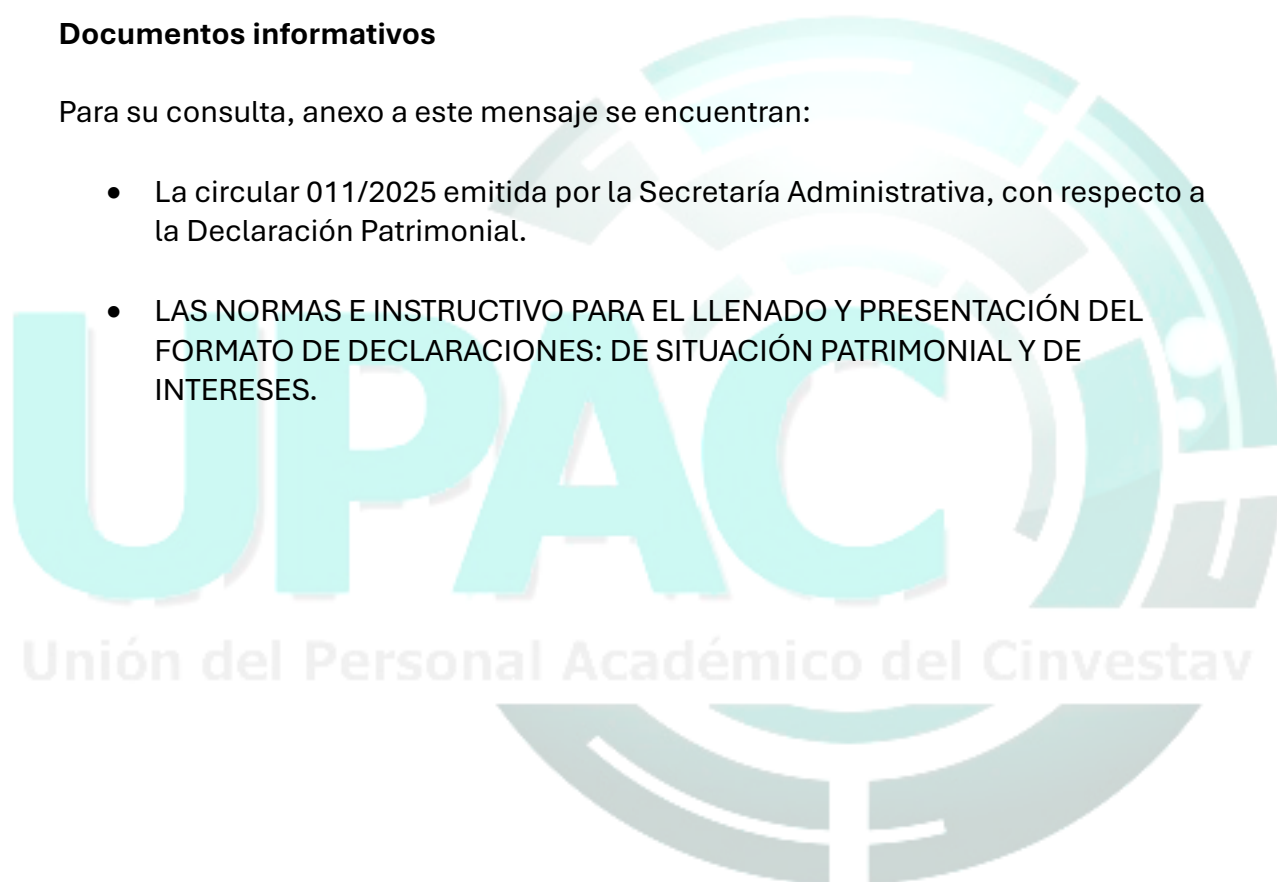 Documentos informativos
Para su consulta, anexo a este mensaje se encuentran:
• La circular 011/2025 emitida por la Secretaría Administrativa, con respecto a
la Declaración Patrimonial.
• LAS NORMAS E INSTRUCTIVO PARA EL LLENADO Y PRESENTACIÓN DEL
FORMATO DE DECLARACIONES: DE SITUACIÓN PATRIMONIAL Y DE
INTERESES.
UPAC
Unión del Personal Académico del Cinvestav